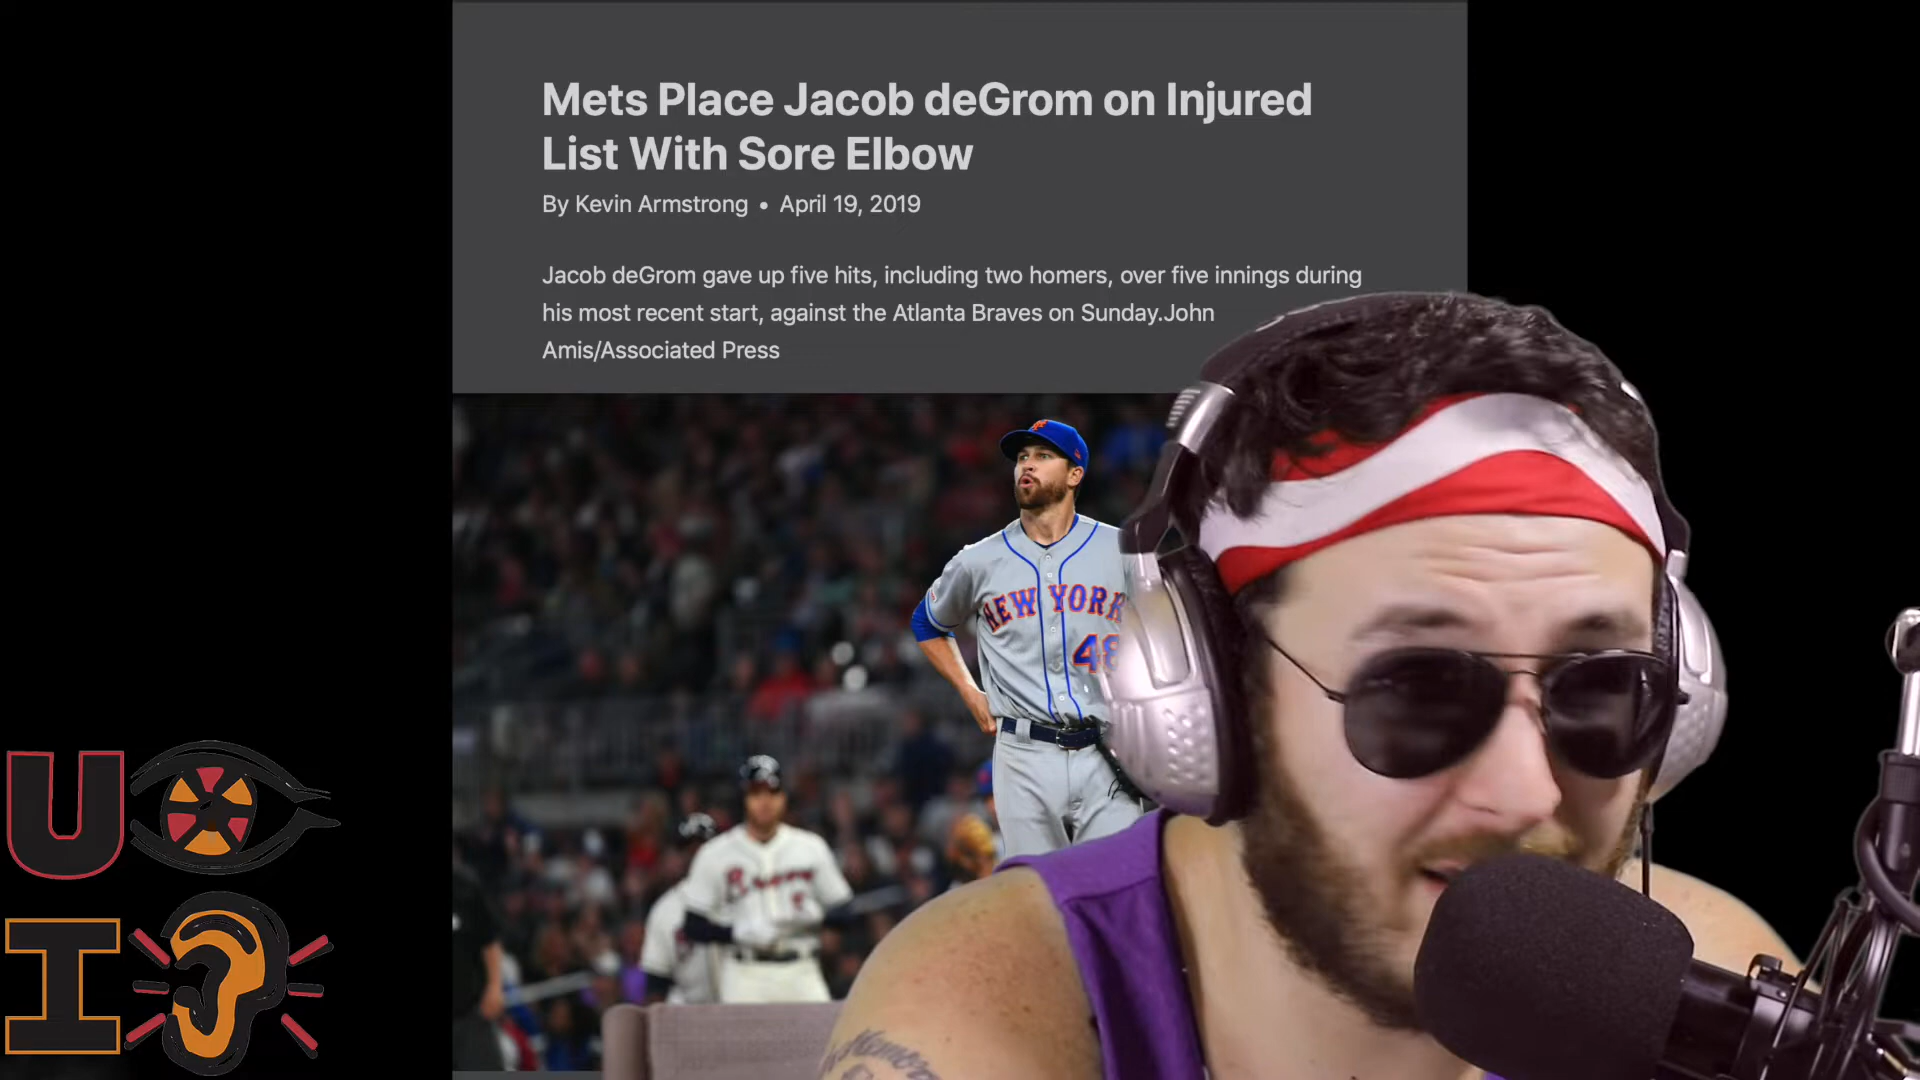 Mets Place Jacob deGrom on Injured
List With Sore Elbow
By Kevin Armstrong • April 19, 2019
Jacob deGrom gave up five hits, including two homers, over five innings during
his most recent start, against the Atlanta Braves on Sunday.John
Amis/Associated Press
NEW YORK
48
Braves
U
I